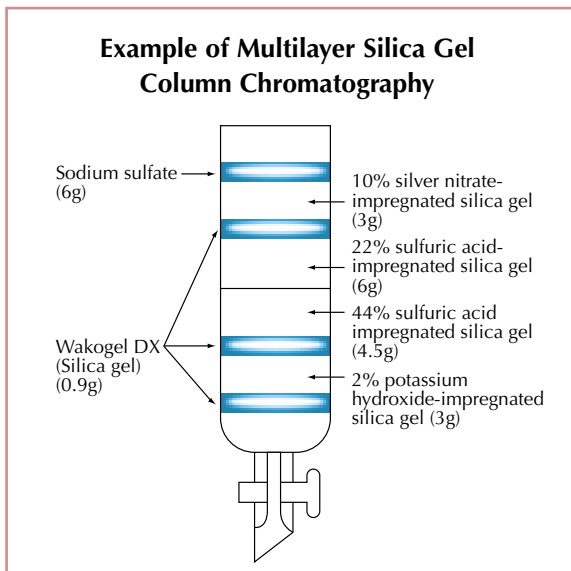 Example of Multilayer Silica Gel
Column Chromatography
Sodium sulfate
(6g)
10% silver nitrate-
impregnated silica gel
(3g)
22% sulfuric acid-
impregnated silica gel
(6g)
44% sulfuric acid
impregnated silica gel
(4.5g)
Wakogel DX
(Silica gel)
(0.9g)
2% potassium
hydroxide-impregnated
silica gel (3g)